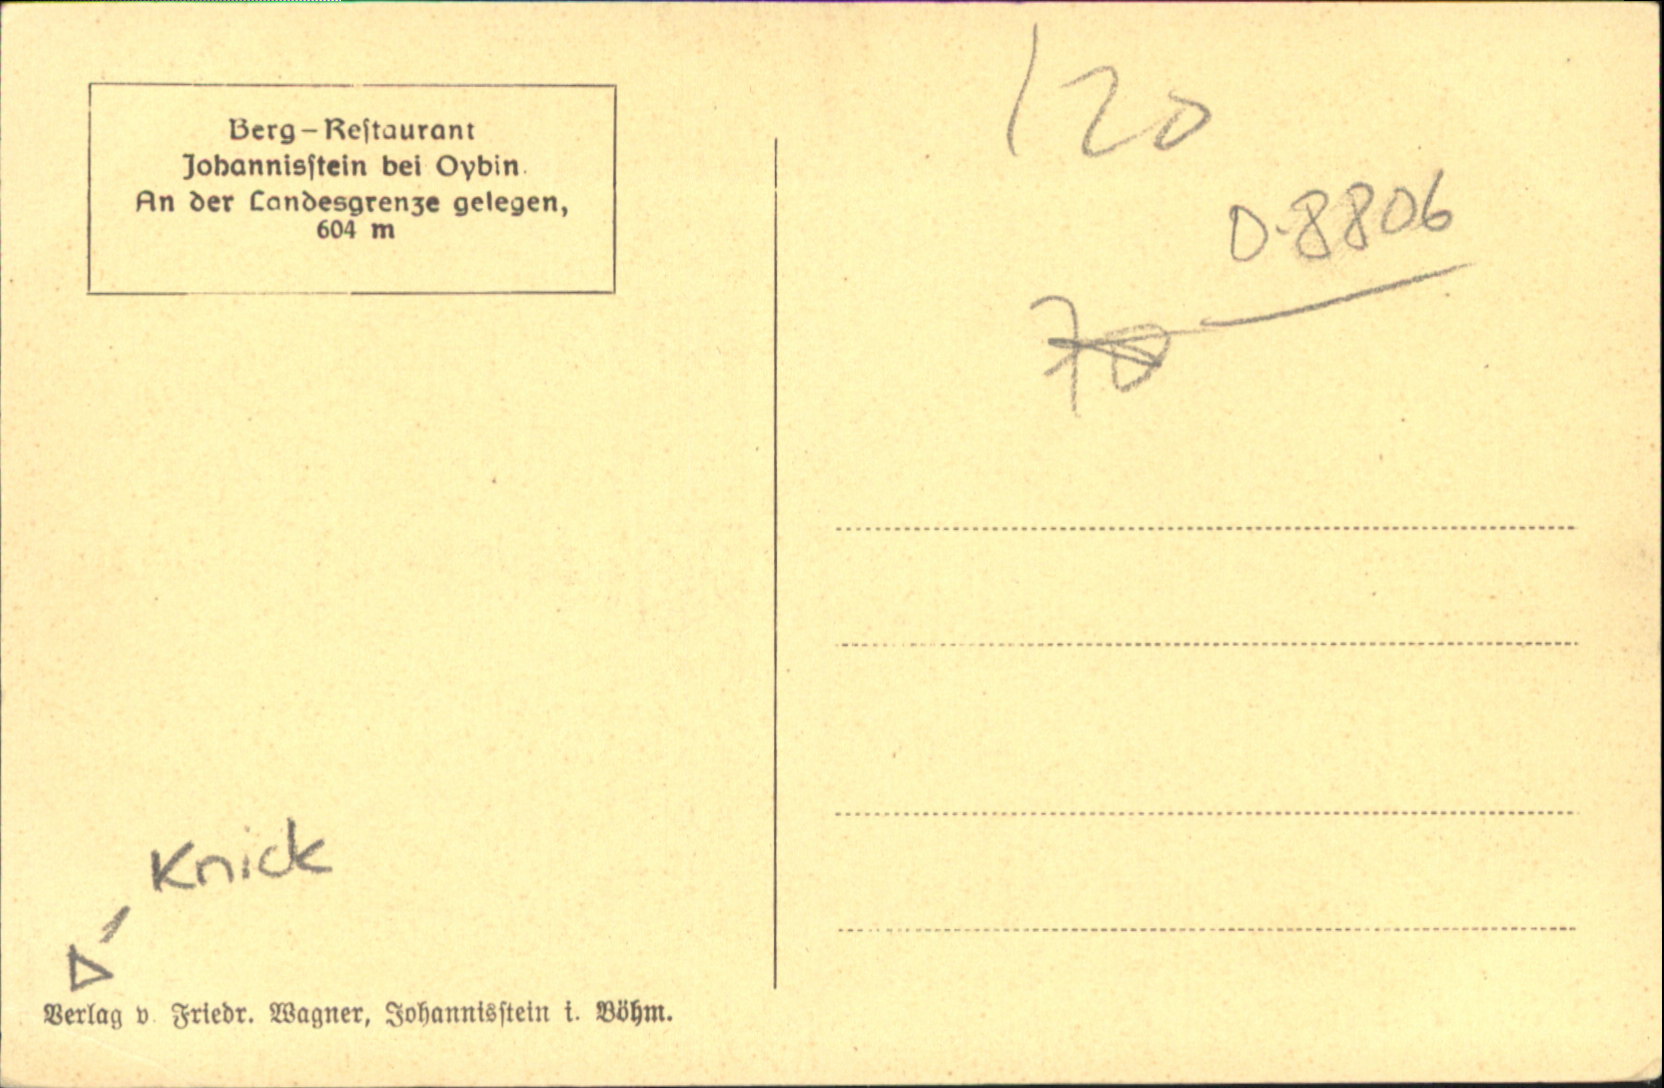 Berg-Reſtaurant
Johannisſtein bei Oybin.
An der Landesgrenze gelegen,
604 m
120
D-8806
70
Knick
Verlag v. Friedr. Wagner, Johannisſtein i. Böhm.